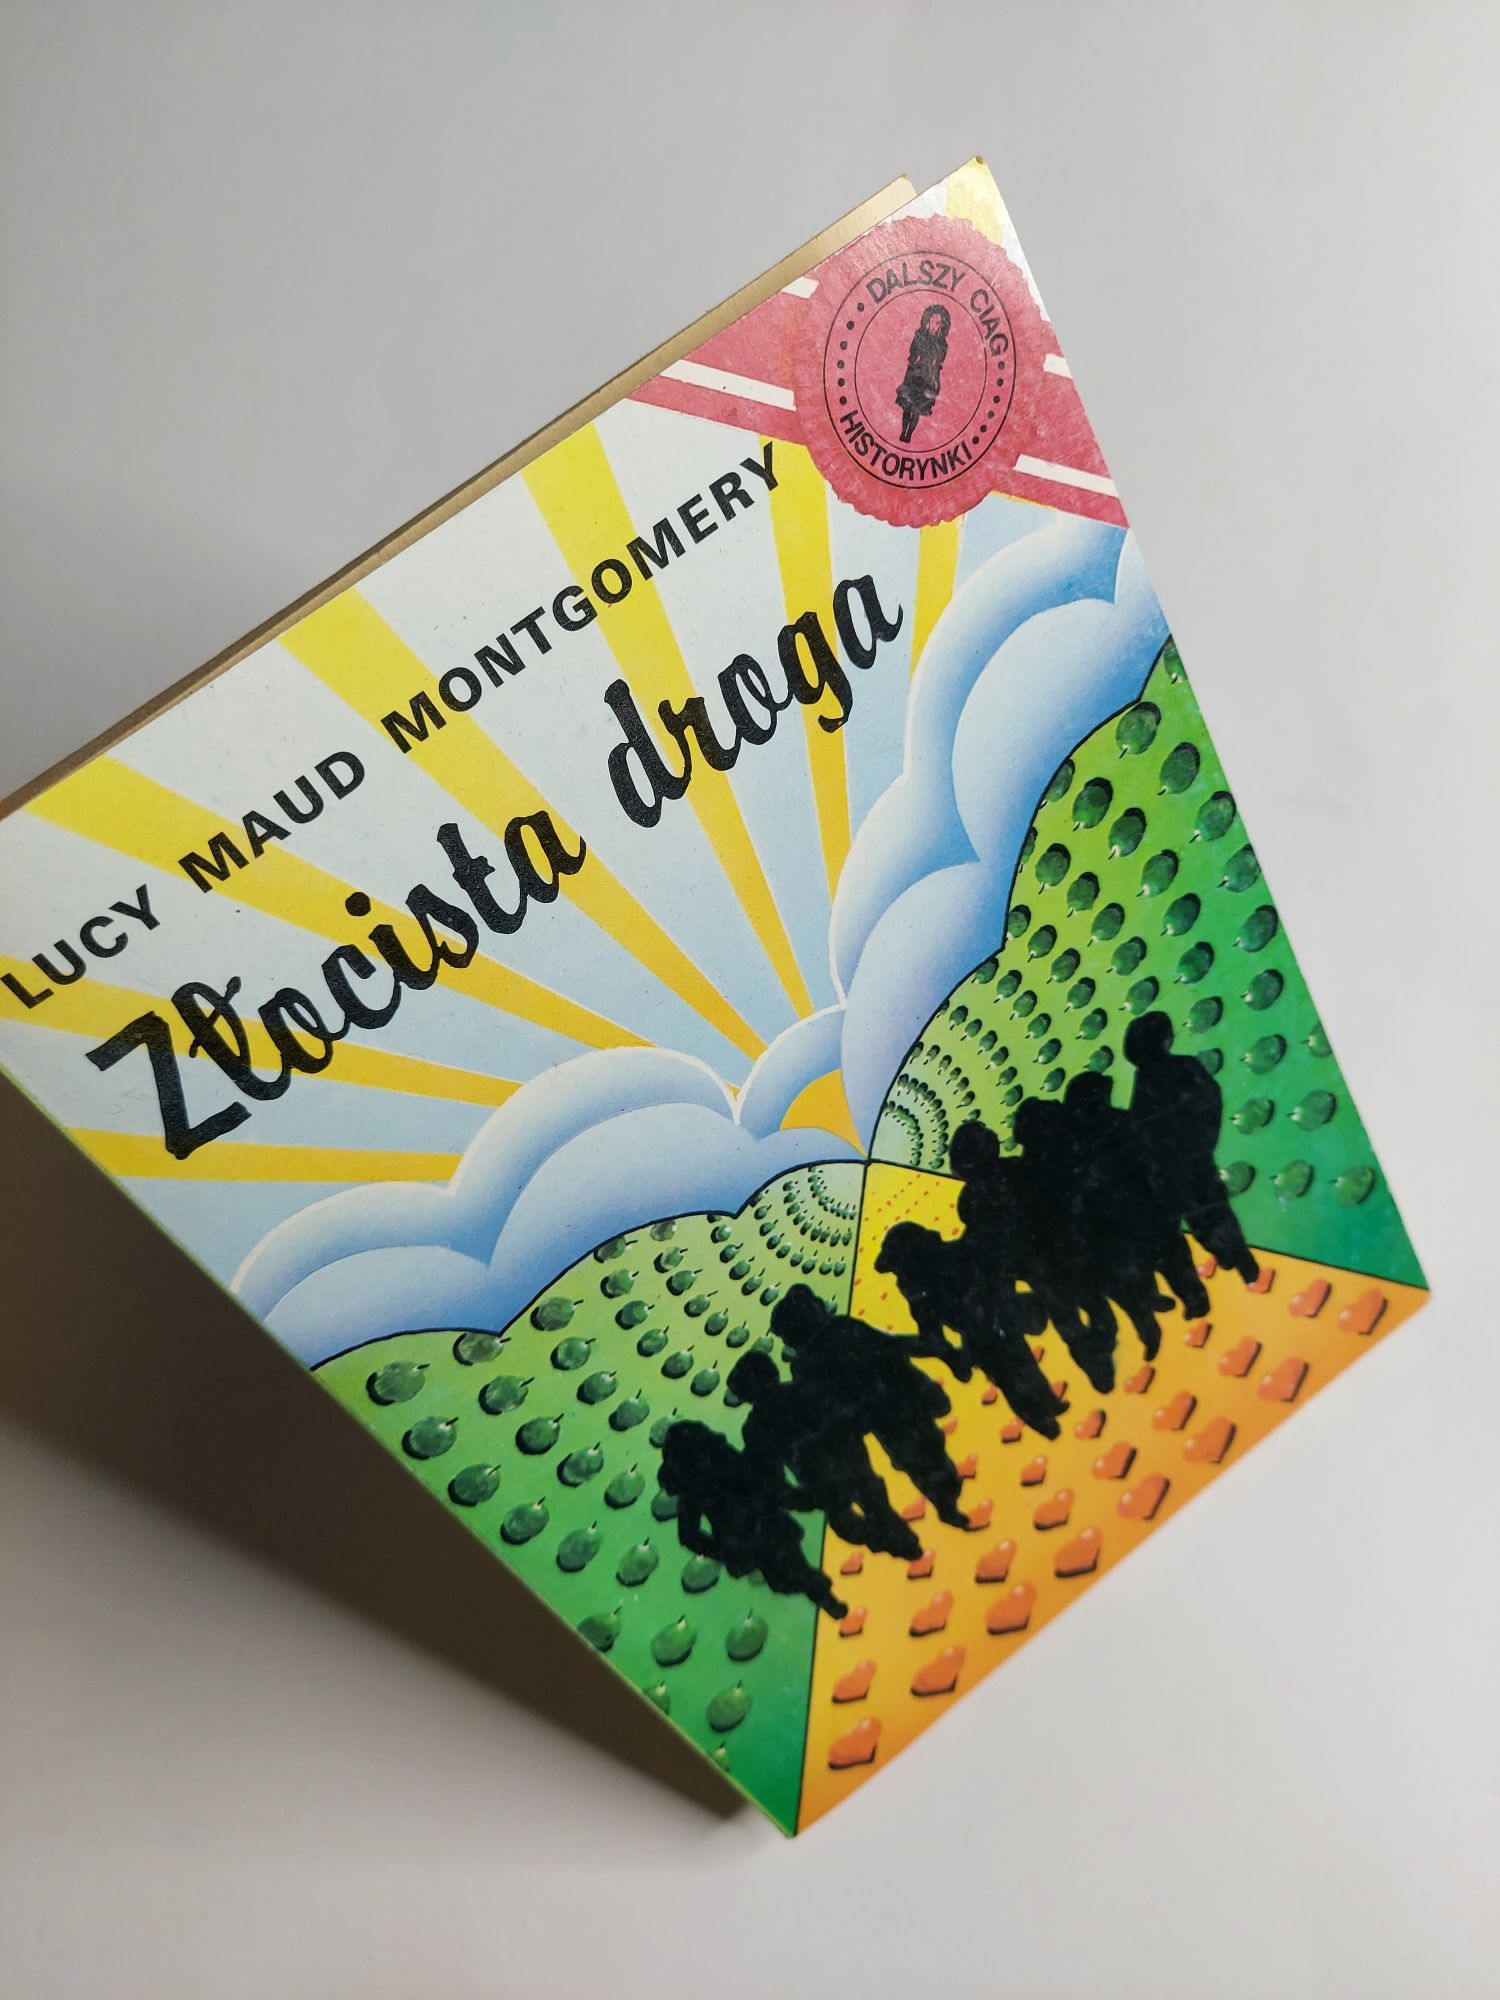 DALSZY CIĄG
HISTORYNKI
LUCY MAUD MONTGOMERY
Złocista droga